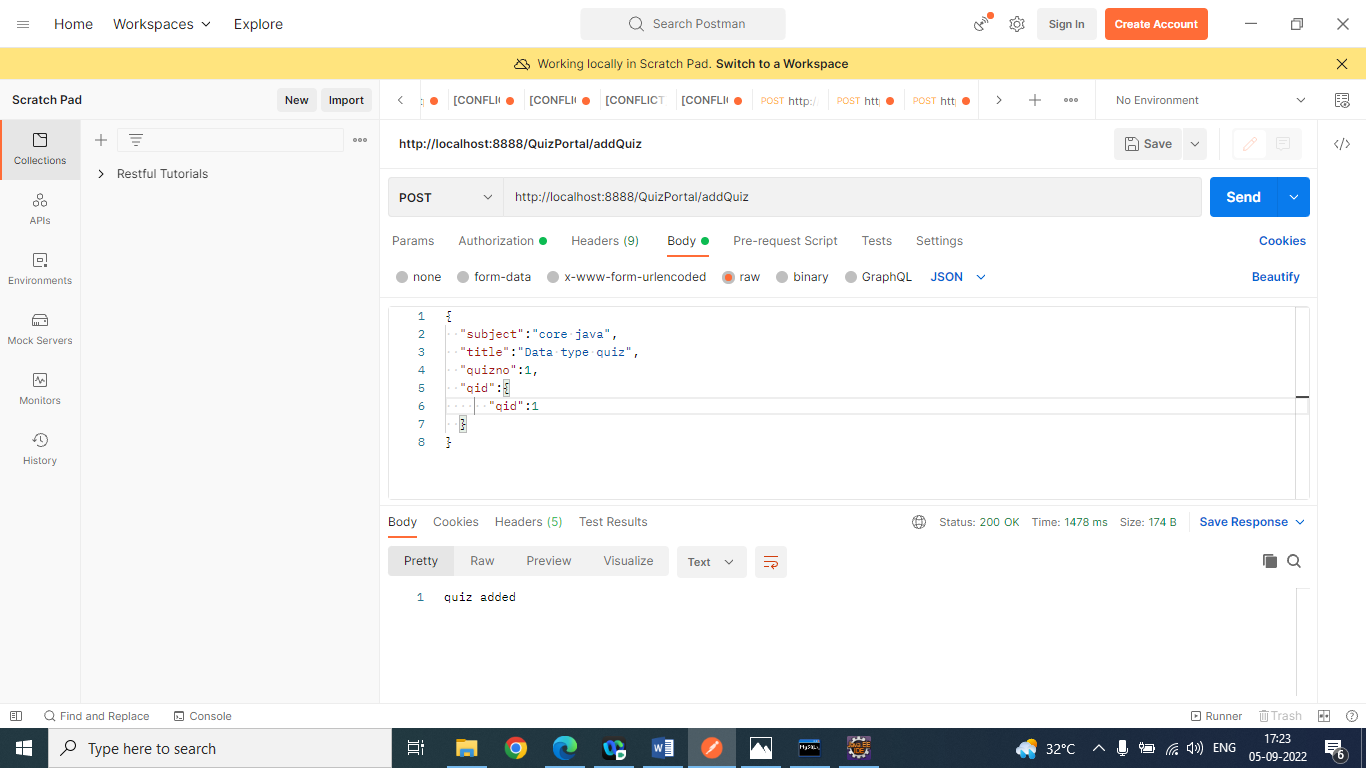 Home Workspaces Explore Search Postman Sign In Create Account
Working locally in Scratch Pad. Switch to a Workspace
Scratch Pad New Import [CONFLI( [CONFLI( [CONFLICT [CONFLI( POST http:/ POST htt POST htt No Environment
Collections
APIs
Environments
Mock Servers
Monitors
History
Restful Tutorials
http://localhost:8888/QuizPortal/addQuiz Save
POST http://localhost:8888/QuizPortal/addQuiz Send
Params Authorization Headers (9) Body Pre-request Script Tests Settings Cookies
none form-data x-www-form-urlencoded raw binary GraphQL JSON Beautify
1 {
2 "subject":"core java",
3 "title":"Data type quiz",
4 "quizno":1,
5 "qid":{
6 "qid":1
7 }
8 }
Body Cookies Headers (5) Test Results Status: 200 OK Time: 1478 ms Size: 174 B Save Response
Pretty Raw Preview Visualize Text
1 quiz added
Find and Replace Console Runner Trash
Type here to search 32°C ENG 17:23
05-09-2022 6